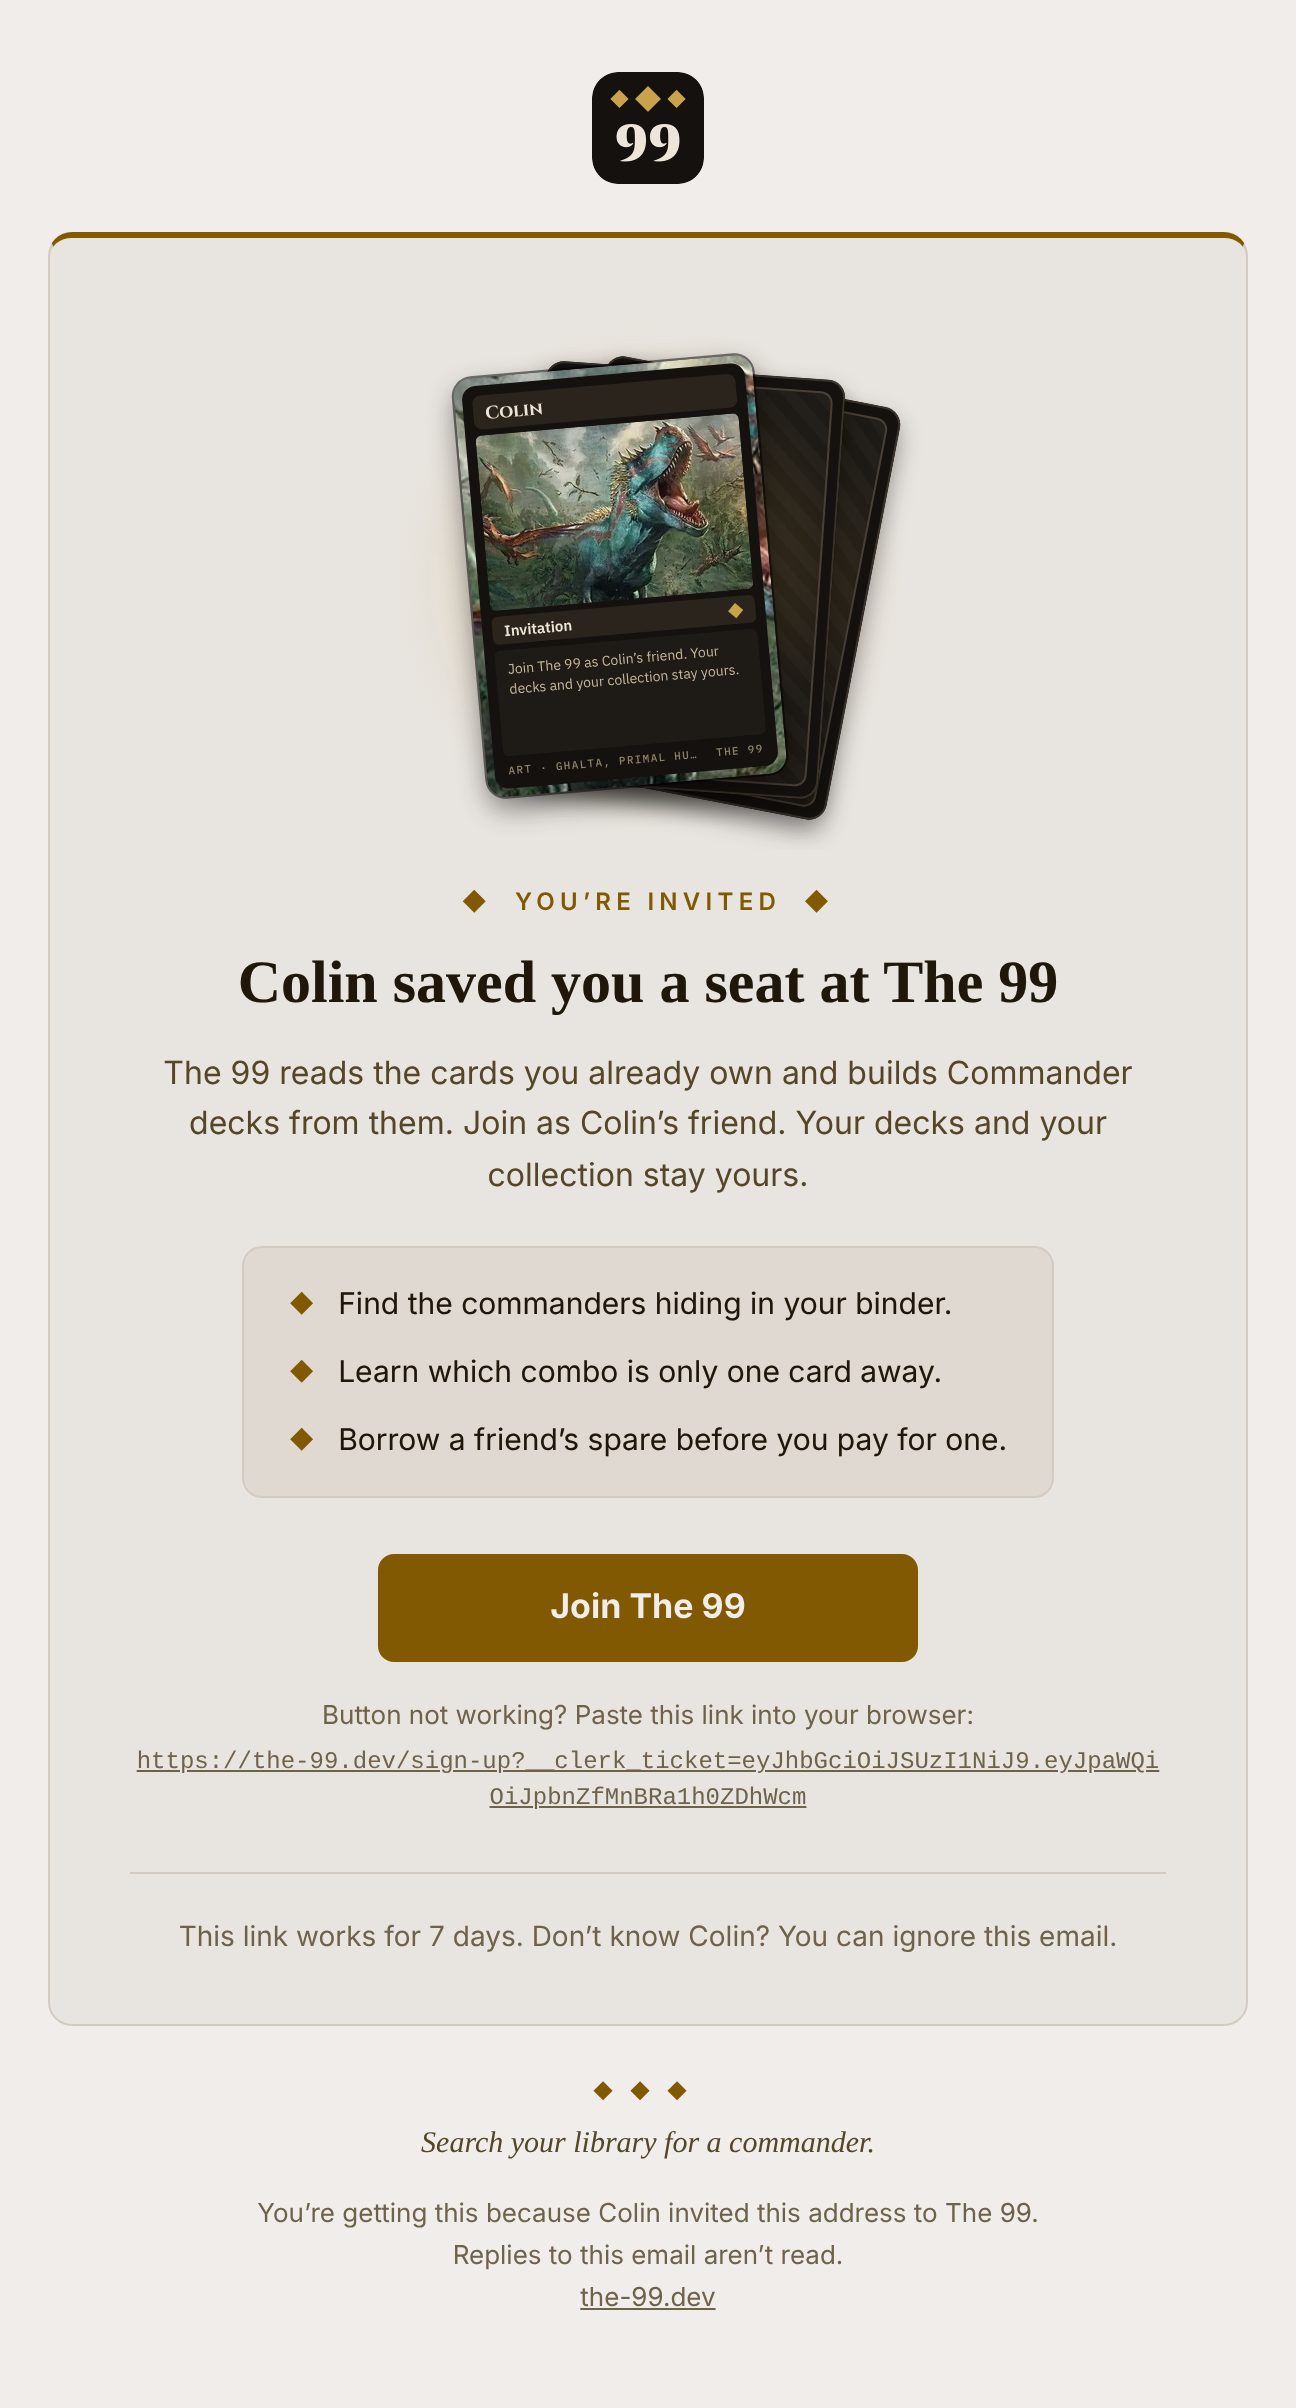 99
Colin
Invitation
Join The 99 as Colin’s friend. Your
decks and your collection stay yours.
ART · GHALTA, PRIMAL HU… THE 99
YOU’RE INVITED
Colin saved you a seat at The 99
The 99 reads the cards you already own and builds Commander
decks from them. Join as Colin’s friend. Your decks and your
collection stay yours.
Find the commanders hiding in your binder.
Learn which combo is only one card away.
Borrow a friend’s spare before you pay for one.
Join The 99
Button not working? Paste this link into your browser:
https://the-99.dev/sign-up?__clerk_ticket=eyJhbGciOiJSUzI1NiJ9.eyJpaWQi
OiJpbnZfMnBRa1h0ZDhWcm
This link works for 7 days. Don’t know Colin? You can ignore this email.
Search your library for a commander.
You’re getting this because Colin invited this address to The 99.
Replies to this email aren’t read.
the-99.dev